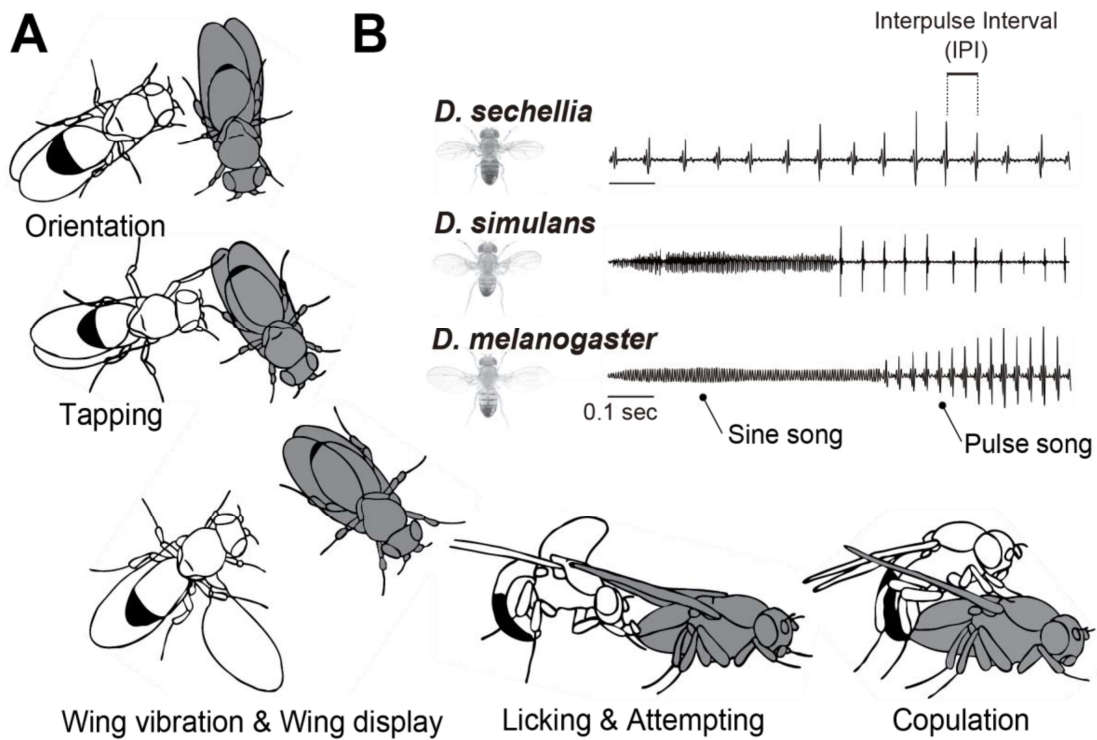 A
Orientation
Tapping
Wing vibration & Wing display
Licking & Attempting
Copulation
B
Interpulse Interval
(IPI)
D. sechellia
D. simulans
D. melanogaster
0.1 sec
Sine song
Pulse song